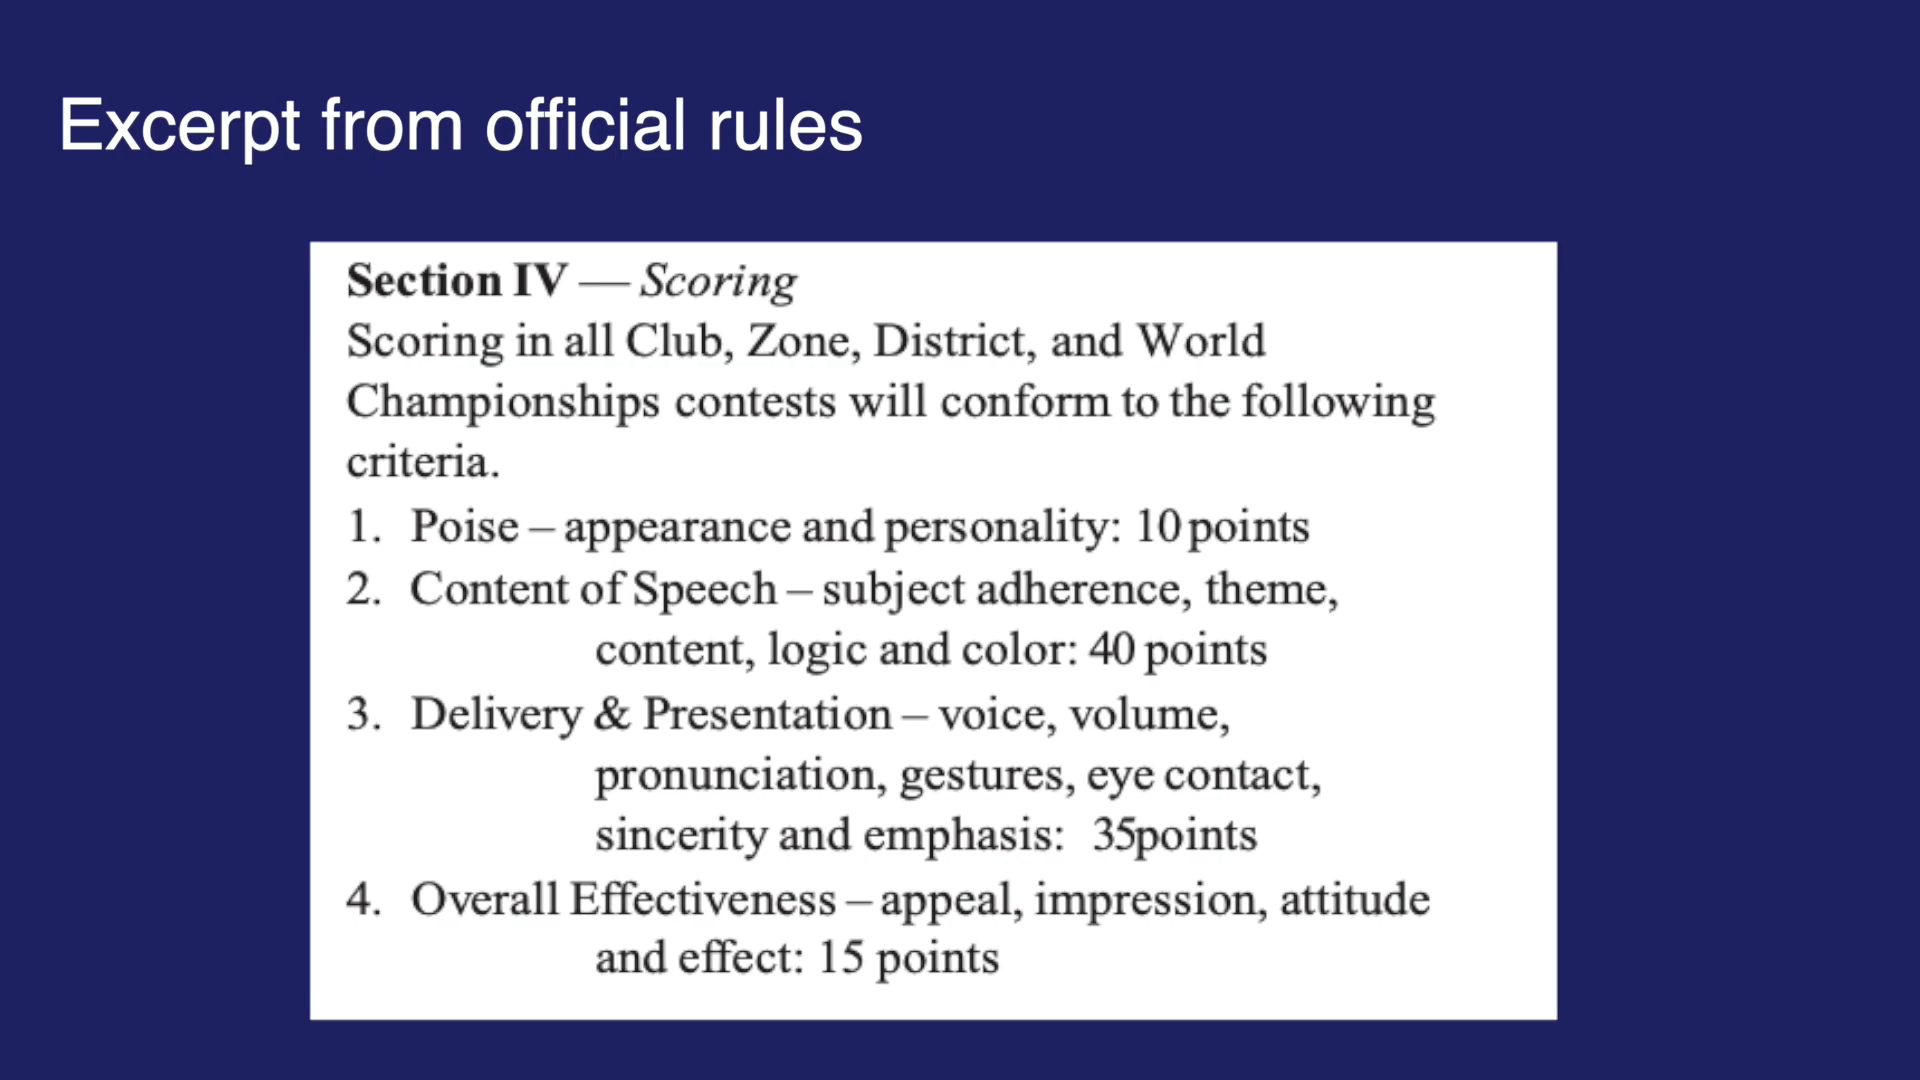 Excerpt from official rules
Section IV — Scoring
Scoring in all Club, Zone, District, and World
Championships contests will conform to the following
criteria.
1. Poise – appearance and personality: 10 points
2. Content of Speech – subject adherence, theme,
content, logic and color: 40 points
3. Delivery & Presentation – voice, volume,
pronunciation, gestures, eye contact,
sincerity and emphasis: 35points
4. Overall Effectiveness – appeal, impression, attitude
and effect: 15 points